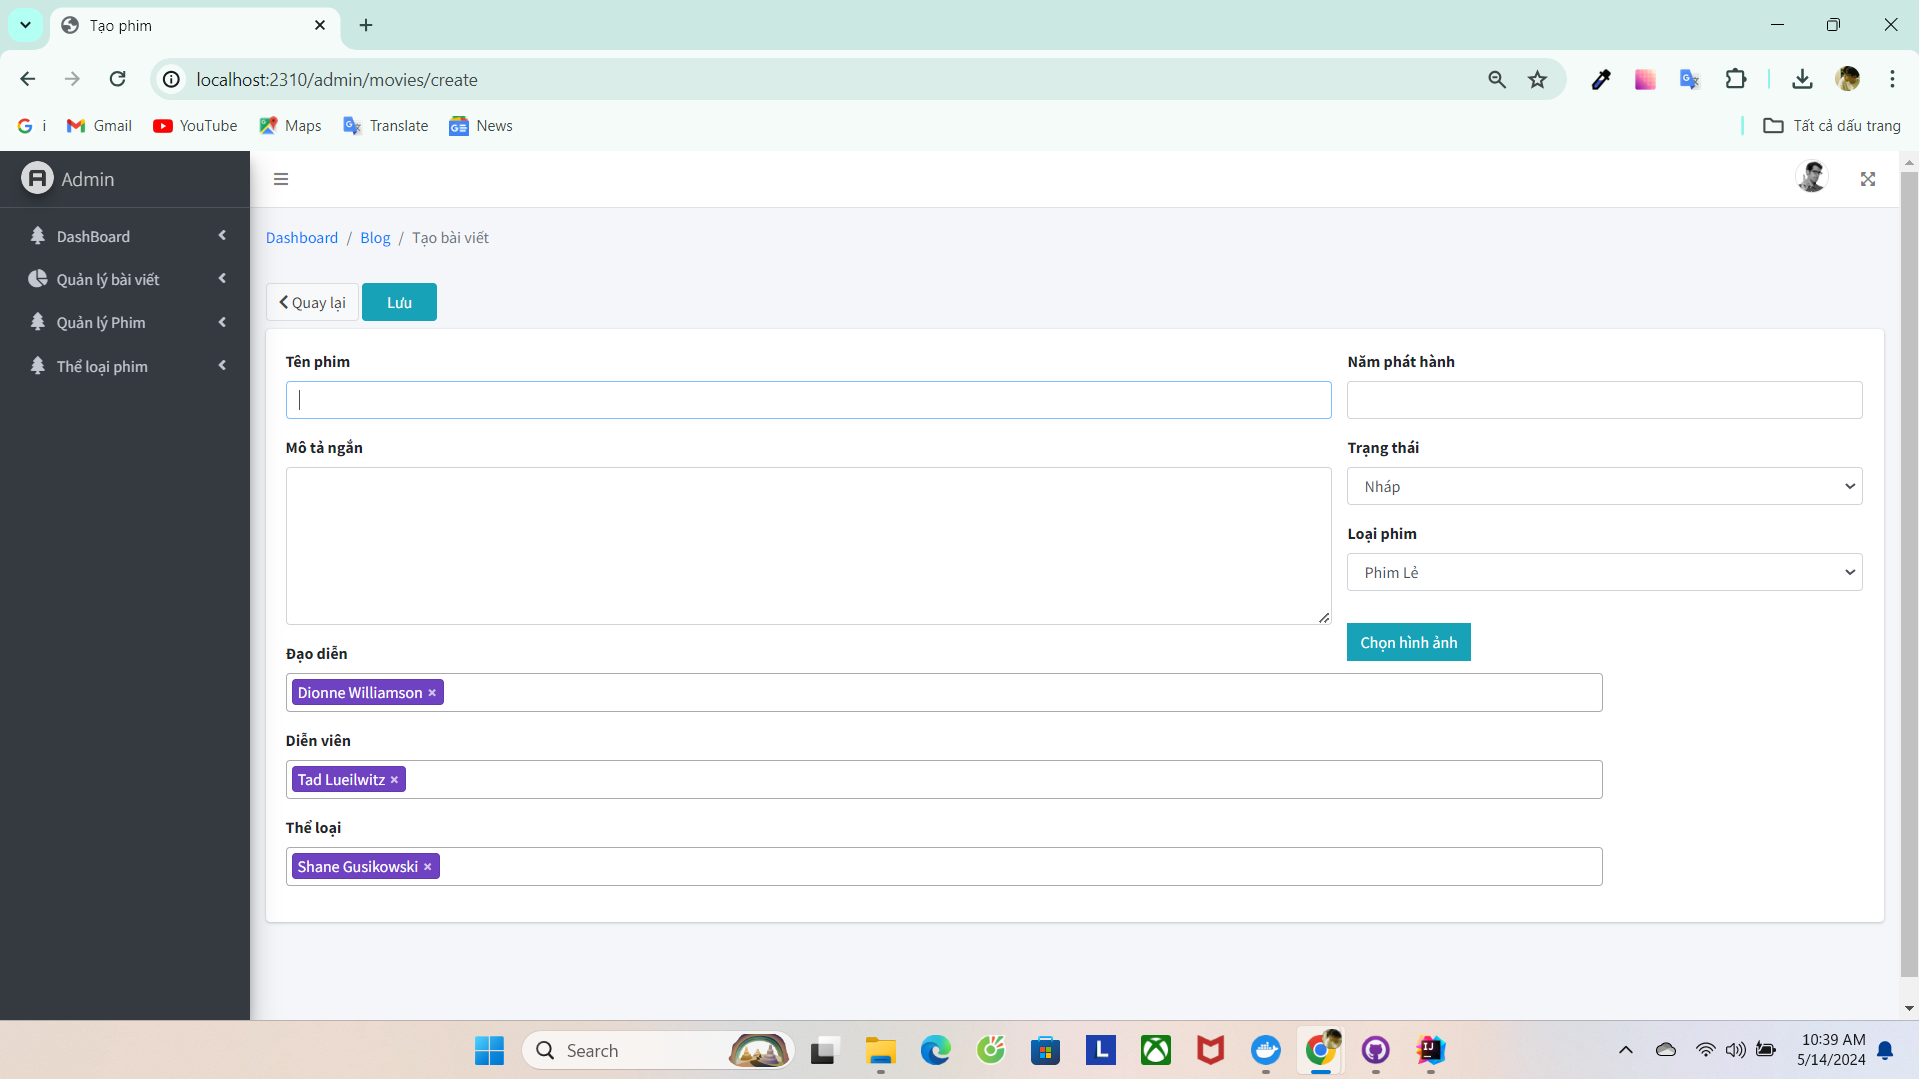 Tạo phim
localhost:2310/admin/movies/create
i
Gmail
YouTube
Maps
Translate
News
Tất cả dấu trang
Admin
DashBoard
Quản lý bài viết
Quản lý Phim
Thể loại phim
Dashboard / Blog / Tạo bài viết
Quay lại
Lưu
Tên phim
Năm phát hành
Mô tả ngắn
Trạng thái
Nháp
Loại phim
Phim Lẻ
Chọn hình ảnh
Đạo diễn
Dionne Williamson ×
Diễn viên
Tad Lueilwitz ×
Thể loại
Shane Gusikowski ×
Search
L
IJ
10:39 AM
5/14/2024